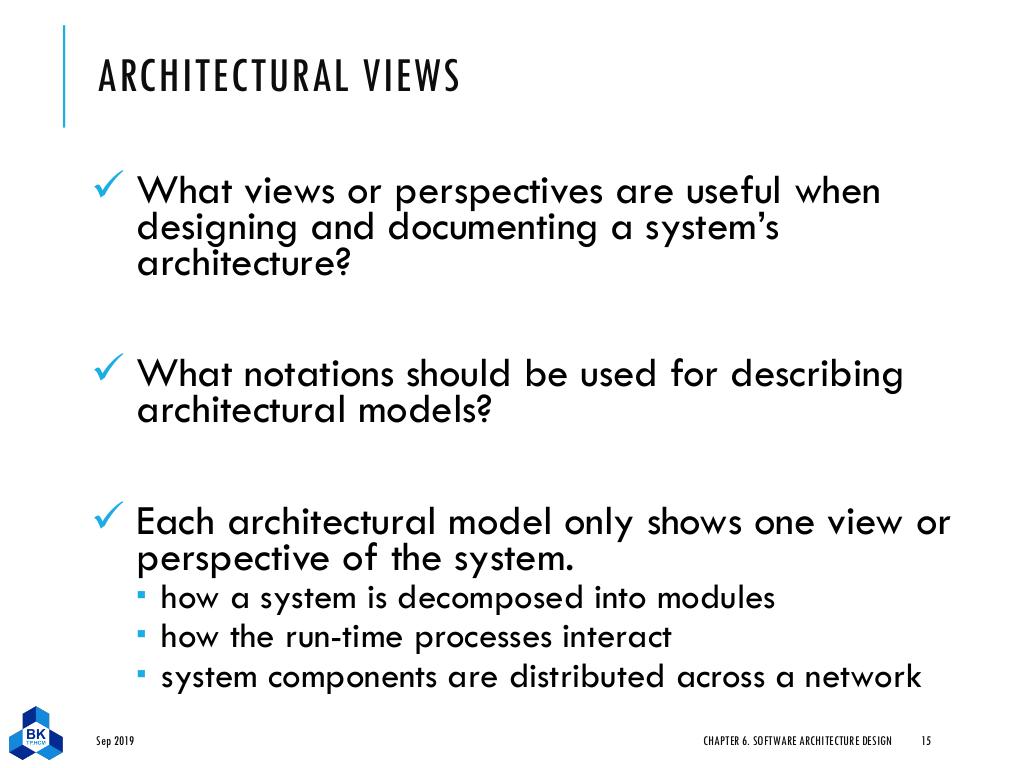 ARCHITECTURAL VIEWS
✓ What views or perspectives are useful when
designing and documenting a system’s
architecture?
✓ What notations should be used for describing
architectural models?
✓ Each architectural model only shows one view or
perspective of the system.
▪ how a system is decomposed into modules
▪ how the run-time processes interact
▪ system components are distributed across a network
BK
TP.HCM
Sep 2019
CHAPTER 6. SOFTWARE ARCHITECTURE DESIGN
15